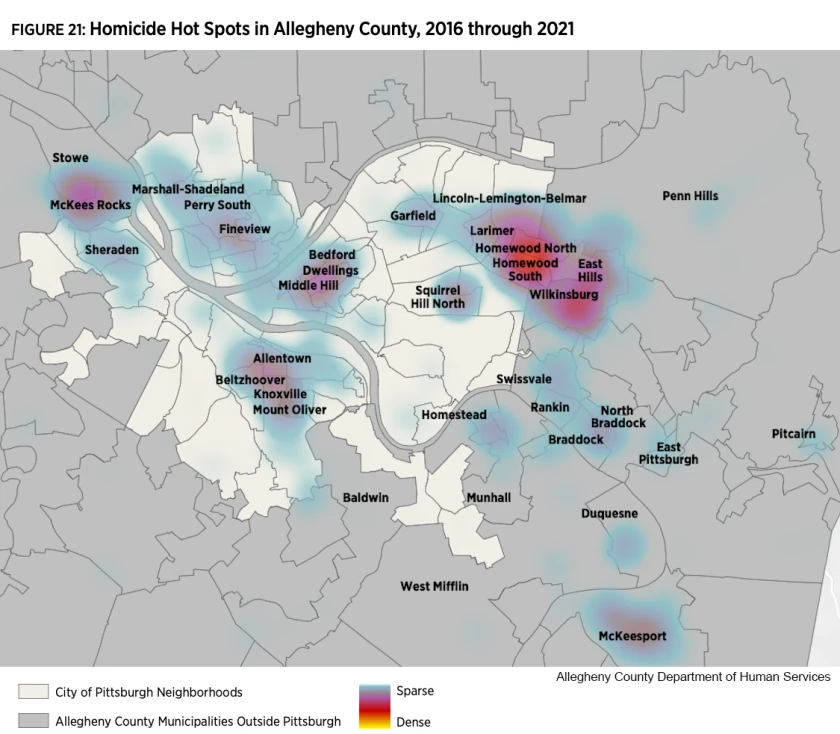 FIGURE 21: Homicide Hot Spots in Allegheny County, 2016 through 2021
Stowe
McKees Rocks
Marshall-Shadeland
Perry South
Fineview
Sheraden
Bedford
Dwellings
Middle Hill
Garfield
Lincoln-Lemington-Belmar
Larimer
Homewood North
Homewood
South
East
Hills
Wilkinsburg
Penn Hills
Squirrel
Hill North
Allentown
Beltzhoover
Knoxville
Mount Oliver
Swissvale
Rankin
Homestead
North
Braddock
Braddock
East
Pittsburgh
Pitcairn
Baldwin
Munhall
Duquesne
West Mifflin
McKeesport
Allegheny County Department of Human Services
City of Pittsburgh Neighborhoods
Allegheny County Municipalities Outside Pittsburgh
Sparse
Dense